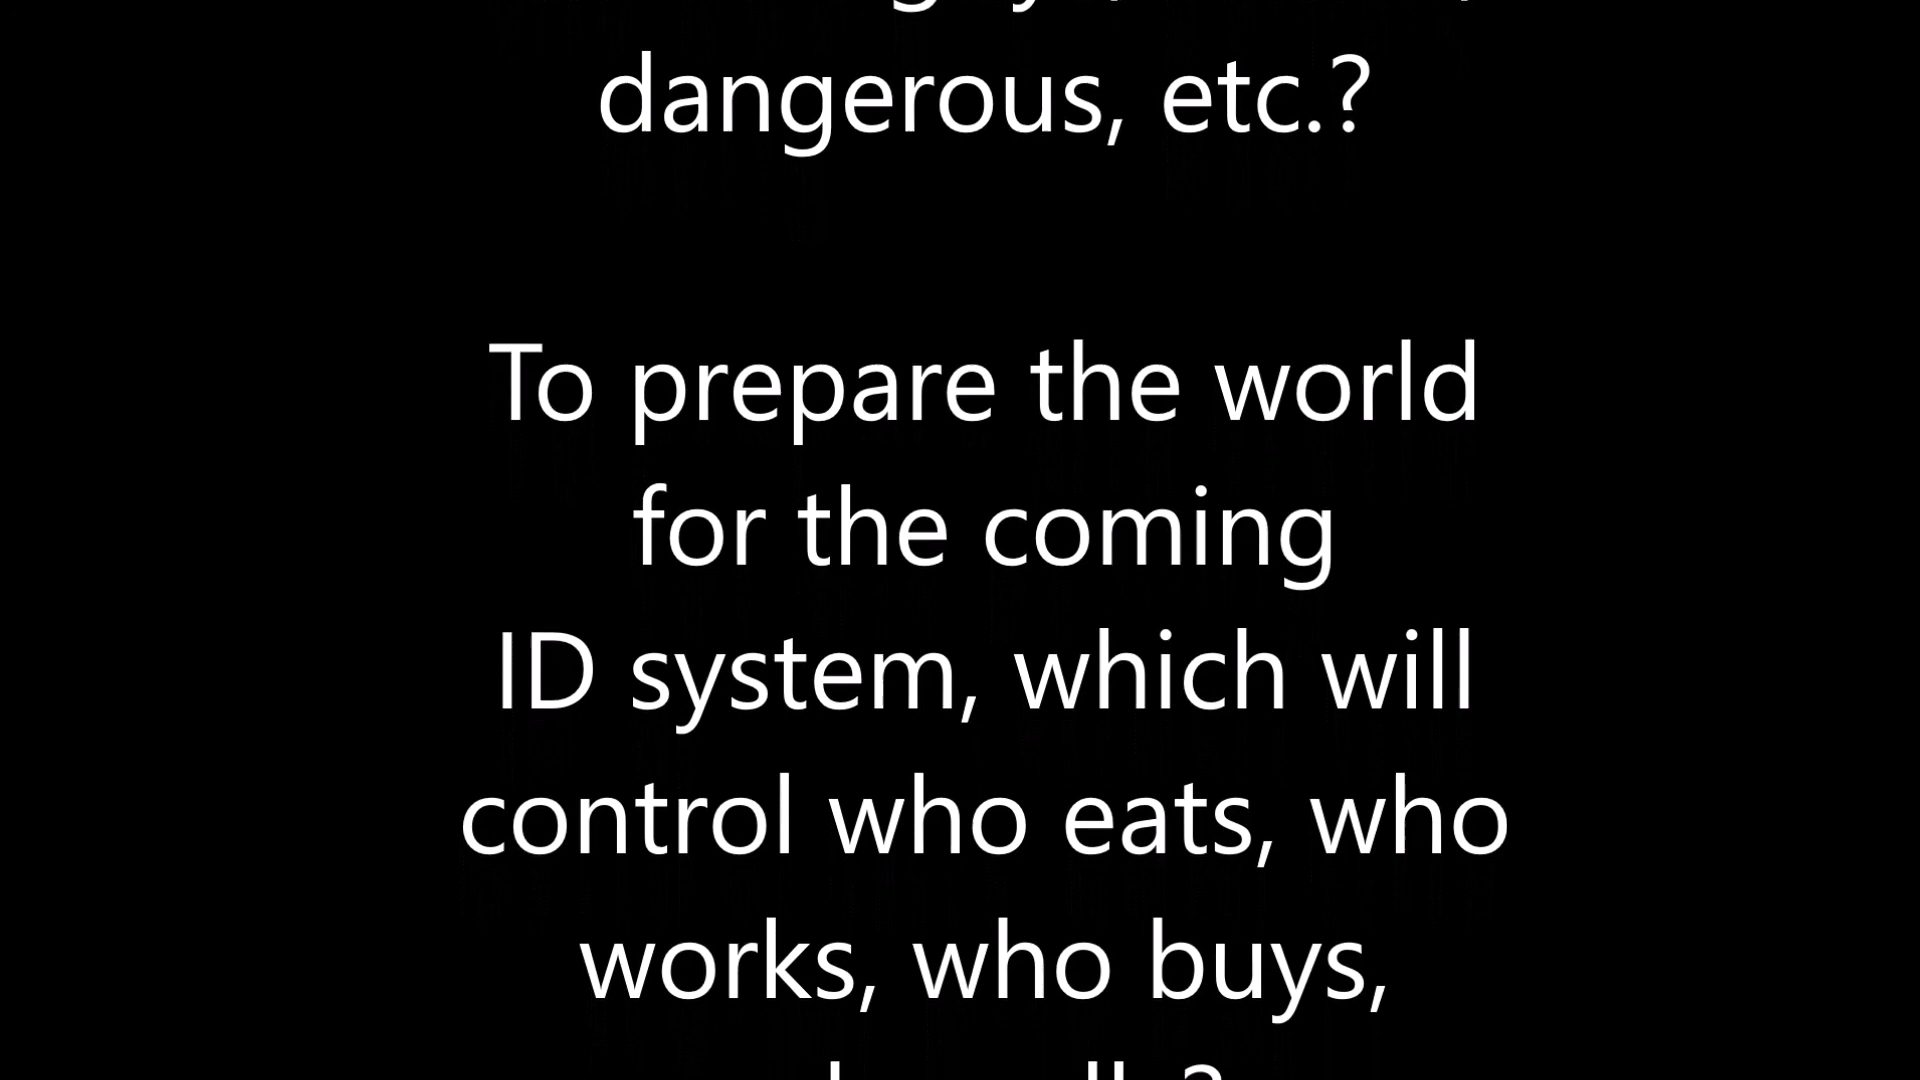 dangerous, etc.?
To prepare the world
for the coming
ID system, which will
control who eats, who
works, who buys,